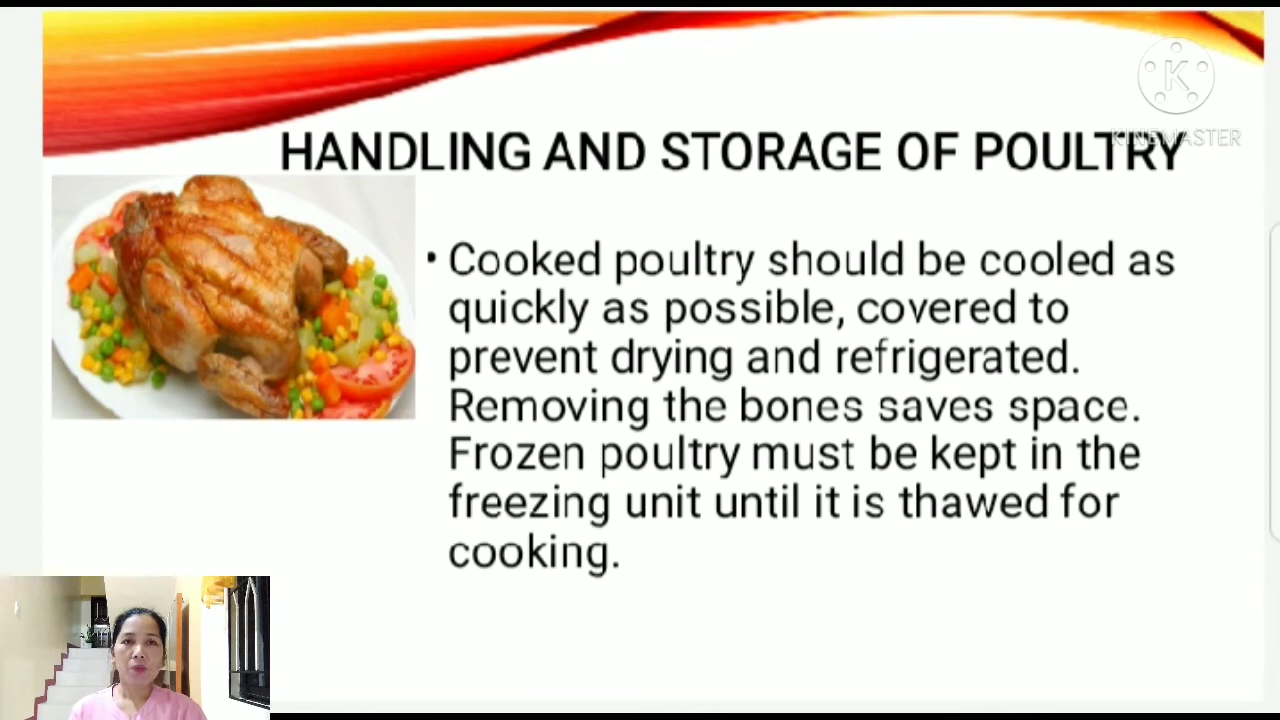 K
KINEMASTER
HANDLING AND STORAGE OF POULTRY
• Cooked poultry should be cooled as
quickly as possible, covered to
prevent drying and refrigerated.
Removing the bones saves space.
Frozen poultry must be kept in the
freezing unit until it is thawed for
cooking.